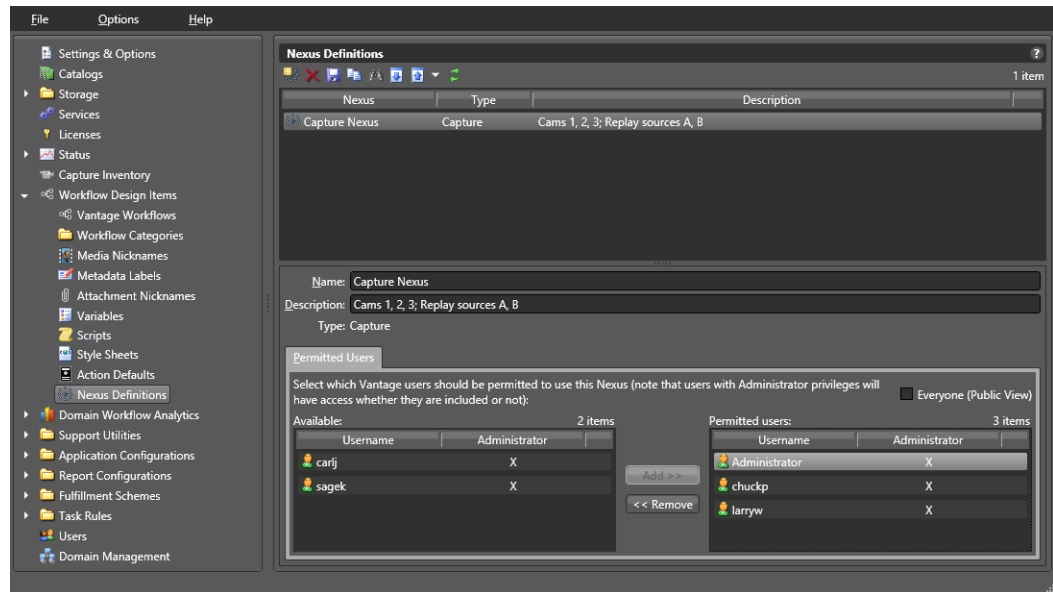 File Options Help
Settings & Options
Catalogs
Storage
Services
Licenses
Status
Capture Inventory
Workflow Design Items
Vantage Workflows
Workflow Categories
Media Nicknames
Metadata Labels
Attachment Nicknames
Variables
Scripts
Style Sheets
Action Defaults
Nexus Definitions
Domain Workflow Analytics
Support Utilities
Application Configurations
Report Configurations
Fulfillment Schemes
Task Rules
Users
Domain Management
Nexus Definitions ?
1 item
Nexus Type Description
Capture Nexus Capture Cams 1, 2, 3; Replay sources A, B
Name: Capture Nexus
Description: Cams 1, 2, 3; Replay sources A, B
Type: Capture
Permitted Users
Select which Vantage users should be permitted to use this Nexus (note that users with Administrator privileges will
have access whether they are included or not):
Everyone (Public View)
Available: 2 items
Username Administrator
carlj X
sagek X
Add >>
<< Remove
Permitted users: 3 items
Username Administrator
Administrator X
chuckp X
larryw X